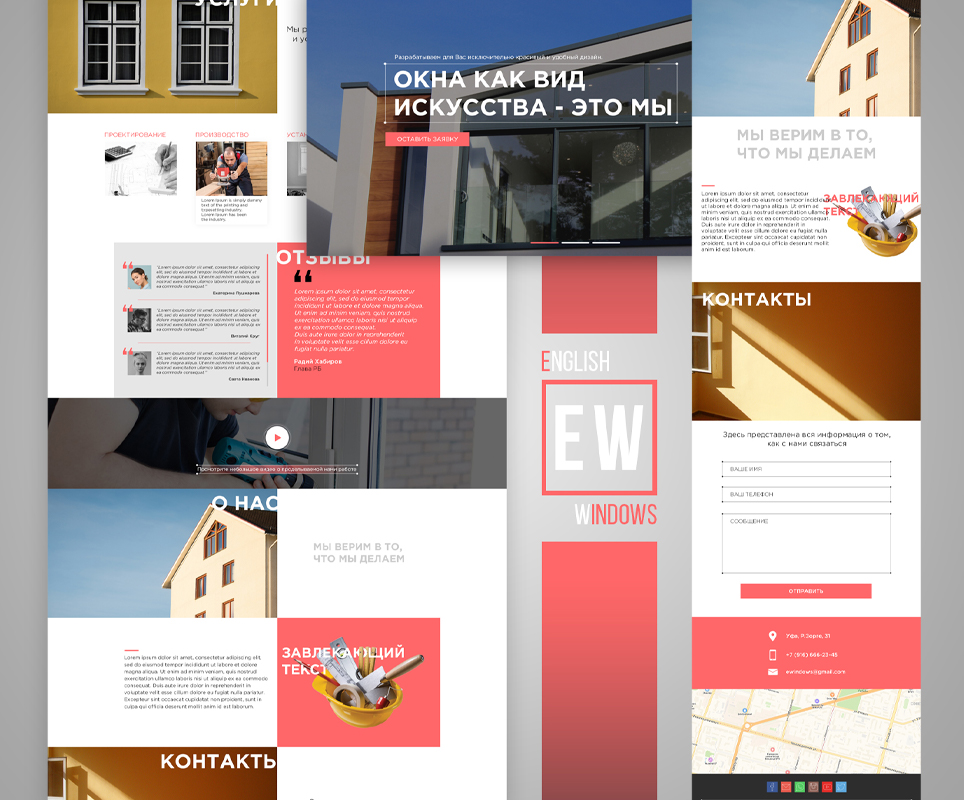 УСЛУГИ
Мы р
и ус
ПРОЕКТИРОВАНИЕ
ПРОИЗВОДСТВО
УСТАН
Lorem Ipsum is simply dummy
text of the printing and
typesetting industry.
Lorem Ipsum has been
the industry.
Разрабатываем для Вас исключительно красивый и удобный дизайн.
ОКНА КАК ВИД
ИСКУССТВА - ЭТО МЫ
ОСТАВИТЬ ЗАЯВКУ
ОТЗЫВЫ
"Lorem ipsum dolor sit amet, consectetur adipiscing
elit, sed do eiusmod tempor incididunt ut labore et
dolore magna aliqua. Ut enim ad minim veniam, quis
nostrud exercitation ullamco laboris nisi ut aliquip ex
ea commodo consequat."
Екатерина Пушкарева
"Lorem ipsum dolor sit amet, consectetur adipiscing
elit, sed do eiusmod tempor incididunt ut labore et
dolore magna aliqua. Ut enim ad minim veniam, quis
nostrud exercitation ullamco laboris nisi ut aliquip ex
ea commodo consequat."
Виталий Круг
"Lorem ipsum dolor sit amet, consectetur adipiscing
elit, sed do eiusmod tempor incididunt ut labore et
dolore magna aliqua. Ut enim ad minim veniam, quis
nostrud exercitation ullamco laboris nisi ut aliquip ex
ea commodo consequat."
Света Иванова
Lorem ipsum dolor sit amet, consectetur
adipiscing elit, sed do eiusmod tempor
incididunt ut labore et dolore magna aliqua.
Ut enim ad minim veniam, quis nostrud
exercitation ullamco laboris nisi ut aliquip
ex ea commodo consequat.
Duis aute irure dolor in reprehenderit
in voluptate velit esse cillum dolore eu
fugiat nulla pariatur.
Радий Хабиров
Глава РБ
Посмотрите небольшое видео о проделываемой нами работе
О НАС
МЫ ВЕРИМ В ТО,
ЧТО МЫ ДЕЛАЕМ
Lorem ipsum dolor sit amet, consectetur
adipiscing elit, sed do eiusmod
tempor incididunt ut labore et dolore
magna aliqua. Ut enim ad minim veniam, quis
nostrud exercitation ullamco laboris nisi ut
aliquip ex ea commodo consequat. Duis
aute irure dolor in reprehenderit in voluptate
velit esse cillum dolore eu fugiat nulla pariatur.
Excepteur sint occaecat cupidatat non proident, sunt in
culpa qui officia deserunt mollit anim id est laborum.
ЗАВЛЕКАЮЩИЙ
ТЕКСТ
КОНТАКТЫ
ENGLISH
EW
WINDOWS
МЫ ВЕРИМ В ТО,
ЧТО МЫ ДЕЛАЕМ
Lorem ipsum dolor sit amet, consectetur
adipiscing elit, sed do eiusmod tempor incididunt
ut labore et dolore magna aliqua. Ut enim ad
minim veniam, quis nostrud exercitation ullamco
laboris nisi ut aliquip ex ea commodo consequat.
Duis aute irure dolor in reprehenderit in
voluptate velit esse cillum dolore eu fugiat nulla
pariatur. Excepteur sint occaecat cupidatat non
proident, sunt in culpa qui officia deserunt mollit
anim id est laborum.
ЗАВЛЕКАЮЩИЙ
ТЕКСТ
КОНТАКТЫ
Здесь представлена вся информация о том,
как с нами связаться
ВАШЕ ИМЯ
ВАШ ТЕЛЕФОН
СООБЩЕНИЕ
ОТПРАВИТЬ
Уфа, Р.Зорге, 31
+7 (916) 666-23-45
ewindows@gmail.com